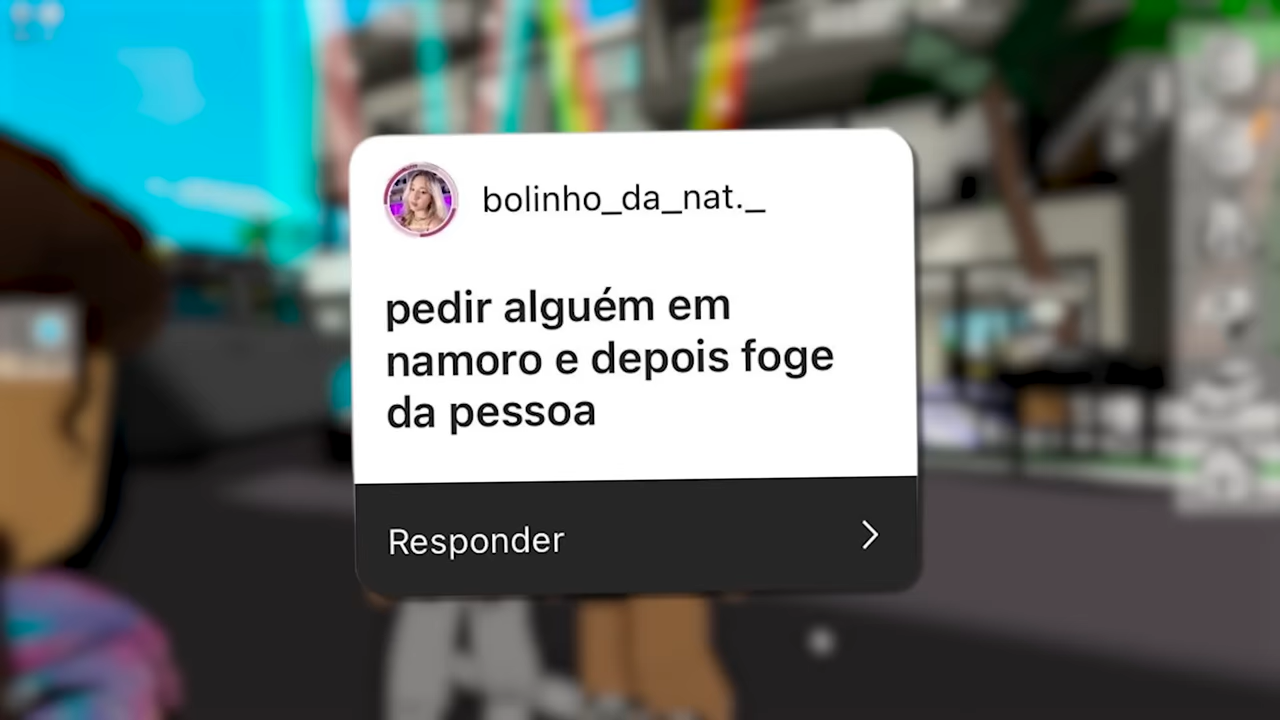 bolinho_da_nat._
pedir alguém em
namoro e depois foge
da pessoa
Responder